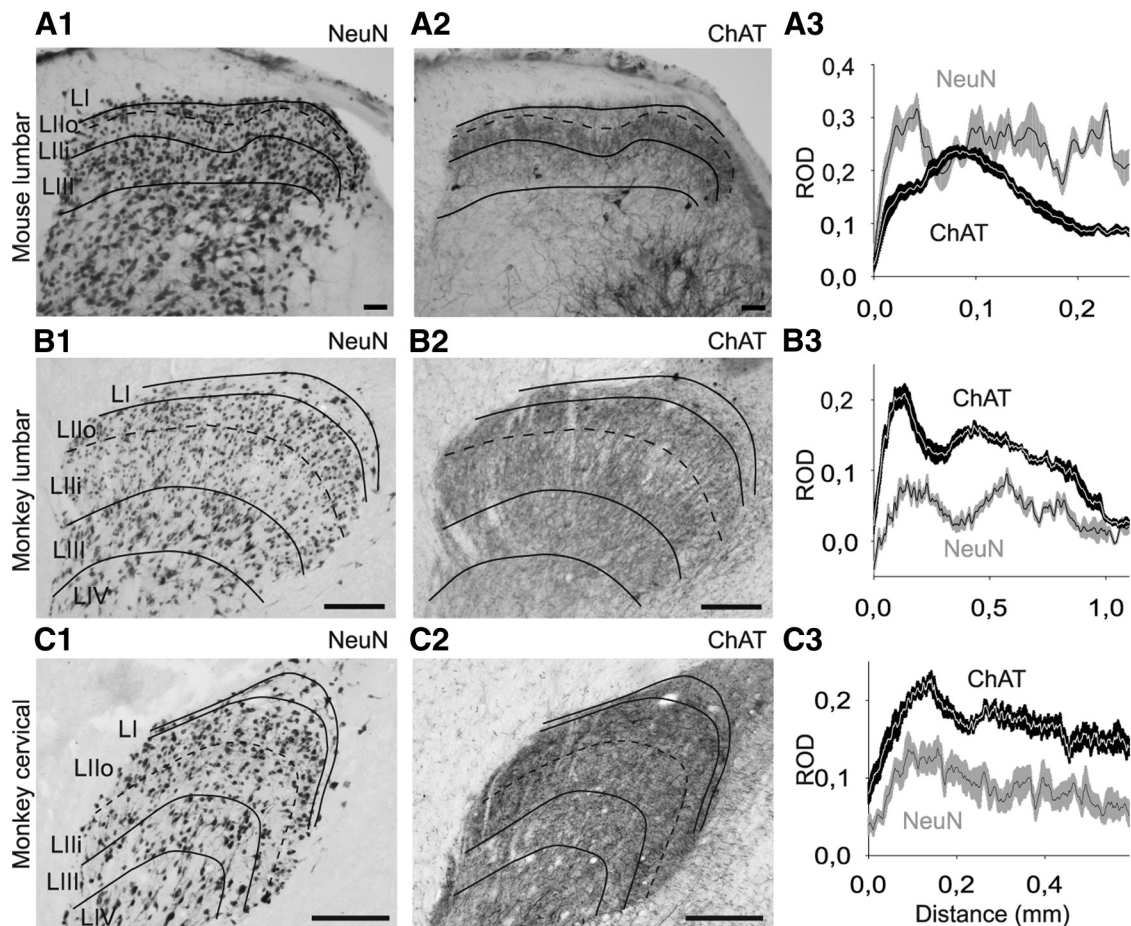 A1 NeuN A2 ChAT A3
Mouse lumbar
LI
LIIo
LIIi
LIII
0,4
0,3
0,2
0,1
0,0
ROD
NeuN
ChAT
0,0 0,1 0,2
B1 NeuN B2 ChAT B3
Monkey lumbar
LI
LIIo
LIIi
LIII
LIV
0,2
0,1
0,0
ROD
ChAT
NeuN
0,0 0,5 1,0
C1 NeuN C2 ChAT C3
Monkey cervical
LI
LIIo
LIIi
LIII
LIV
0,2
0,1
0,0
ROD
ChAT
NeuN
0,0 0,2 0,4
Distance (mm)